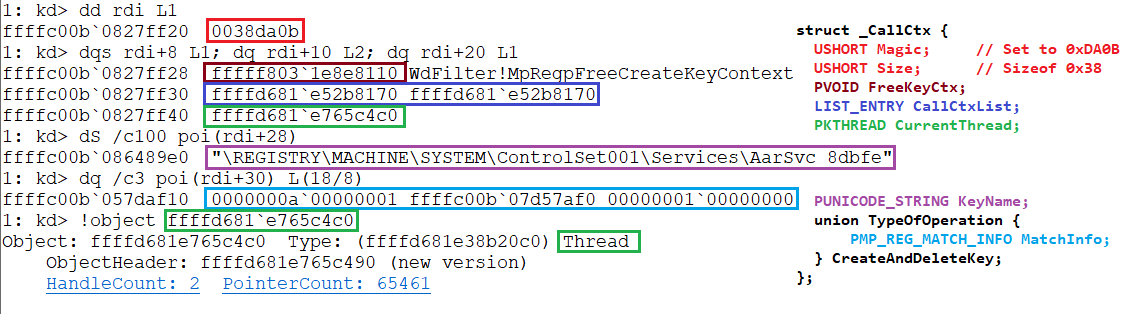 1: kd> dd rdi L1
ffffc00b`0827ff20 0038da0b
1: kd> dqs rdi+8 L1; dq rdi+10 L2; dq rdi+20 L1
ffffc00b`0827ff28 fffff803`1e8e8110 WdFilter!MpRegpFreeCreateKeyContext
ffffc00b`0827ff30 ffffd681`e52b8170 ffffd681`e52b8170
ffffc00b`0827ff40 ffffd681`e765c4c0
1: kd> dS /c100 poi(rdi+28)
ffffc00b`086489e0 "\REGISTRY\MACHINE\SYSTEM\ControlSet001\Services\AarSvc_8dbfe"
1: kd> dq /c3 poi(rdi+30) L(18/8)
ffffc00b`057daf10 0000000a`00000001 ffffc00b`07d57af0 00000001`00000000
1: kd> !object ffffd681`e765c4c0
Object: ffffd681e765c4c0 Type: (ffffd681e38b20c0) Thread
ObjectHeader: ffffd681e765c490 (new version)
HandleCount: 2 PointerCount: 65461
struct _CallCtx {
USHORT Magic; // Set to 0xDA0B
USHORT Size; // Sizeof 0x38
PVOID FreeKeyCtx;
LIST_ENTRY CallCtxList;
PKTHREAD CurrentThread;
PUNICODE_STRING KeyName;
union TypeOfOperation {
PMP_REG_MATCH_INFO MatchInfo;
} CreateAndDeleteKey;
};